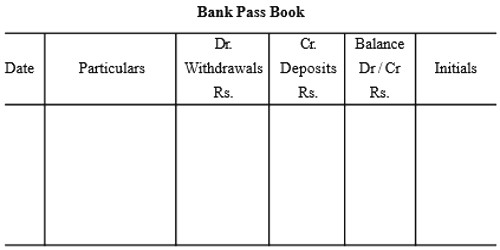 Bank Pass Book
Dr. Cr. Balance
Date Particulars Withdrawals Deposits Dr / Cr Initials
Rs. Rs. Rs.